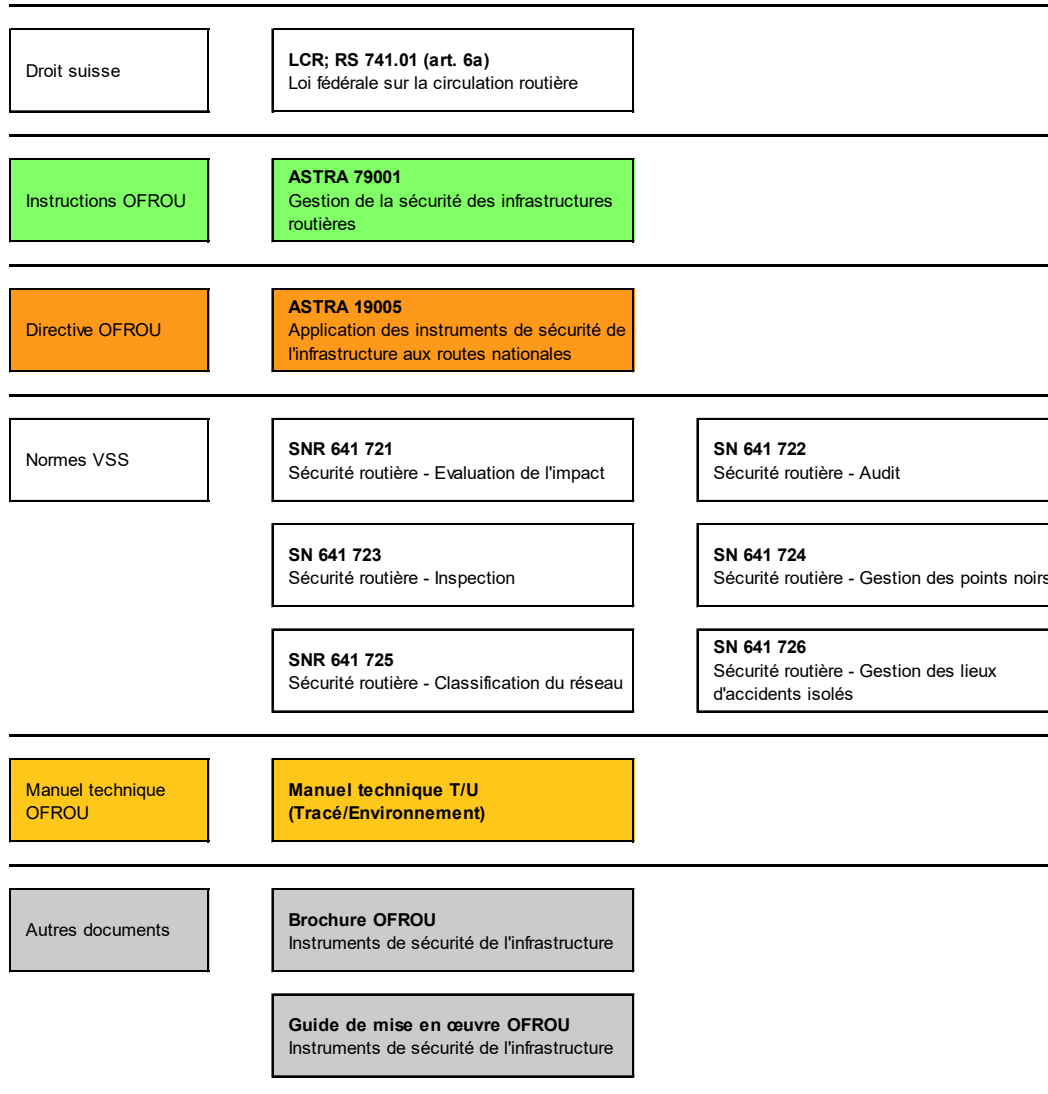 Droit suisse
LCR; RS 741.01 (art. 6a)
Loi fédérale sur la circulation routière
Instructions OFROU
ASTRA 79001
Gestion de la sécurité des infrastructures
routières
Directive OFROU
ASTRA 19005
Application des instruments de sécurité de
l'infrastructure aux routes nationales
Normes VSS
SNR 641 721
Sécurité routière - Evaluation de l'impact
SN 641 722
Sécurité routière - Audit
SN 641 723
Sécurité routière - Inspection
SN 641 724
Sécurité routière - Gestion des points noirs
SNR 641 725
Sécurité routière - Classification du réseau
SN 641 726
Sécurité routière - Gestion des lieux
d'accidents isolés
Manuel technique
OFROU
Manuel technique T/U
(Tracé/Environnement)
Autres documents
Brochure OFROU
Instruments de sécurité de l'infrastructure
Guide de mise en œuvre OFROU
Instruments de sécurité de l'infrastructure